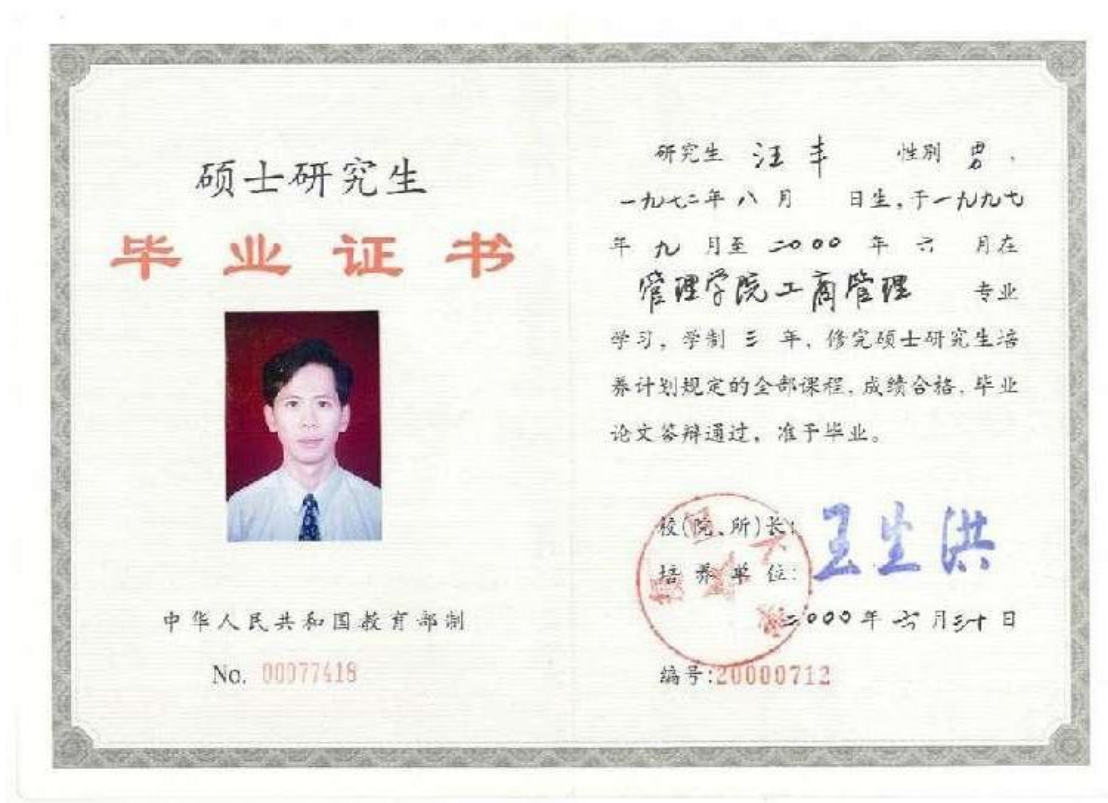 硕士研究生
毕业证书
中华人民共和国教育部制
No. 00077418
研究生 汪丰 性别 男,
一九七二年八月 日生,于一九九七
年九月至二000年六月在
管理学院工商管理 专业
学习,学制三年,修完硕士研究生培
养计划规定的全部课程,成绩合格,毕业
论文答辩通过,准予毕业。
校(院、所)长: 王生洪
培养单位:
二000年六月三十日
编号:20000712